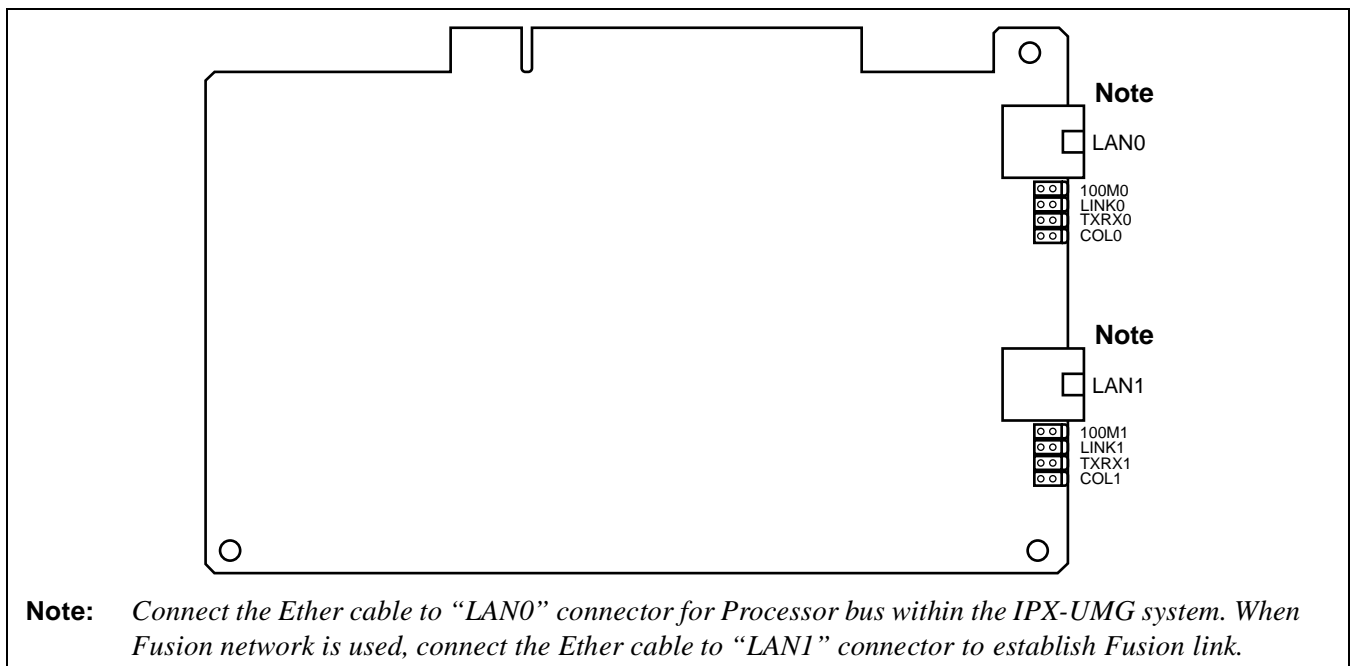 Note
LAN0
100M0
LINK0
TXRX0
COL0
Note
LAN1
100M1
LINK1
TXRX1
COL1
Note: Connect the Ether cable to “LAN0” connector for Processor bus within the IPX-UMG system. When
Fusion network is used, connect the Ether cable to “LAN1” connector to establish Fusion link.